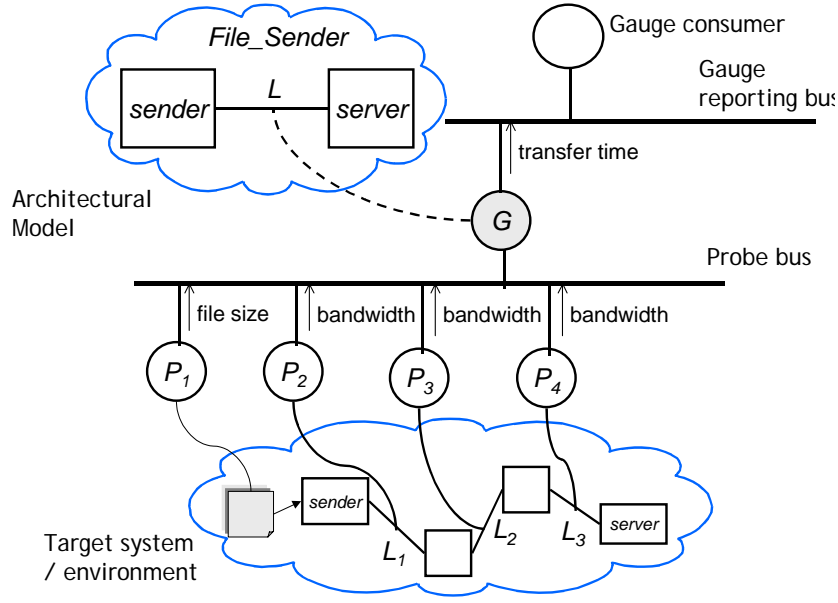 File_Sender
Gauge consumer
L
sender
server
Gauge
reporting bus
transfer time
Architectural
Model
G
Probe bus
file size
bandwidth
bandwidth
bandwidth
P1
P2
P3
P4
sender
L1
L2
L3
server
Target system
/ environment